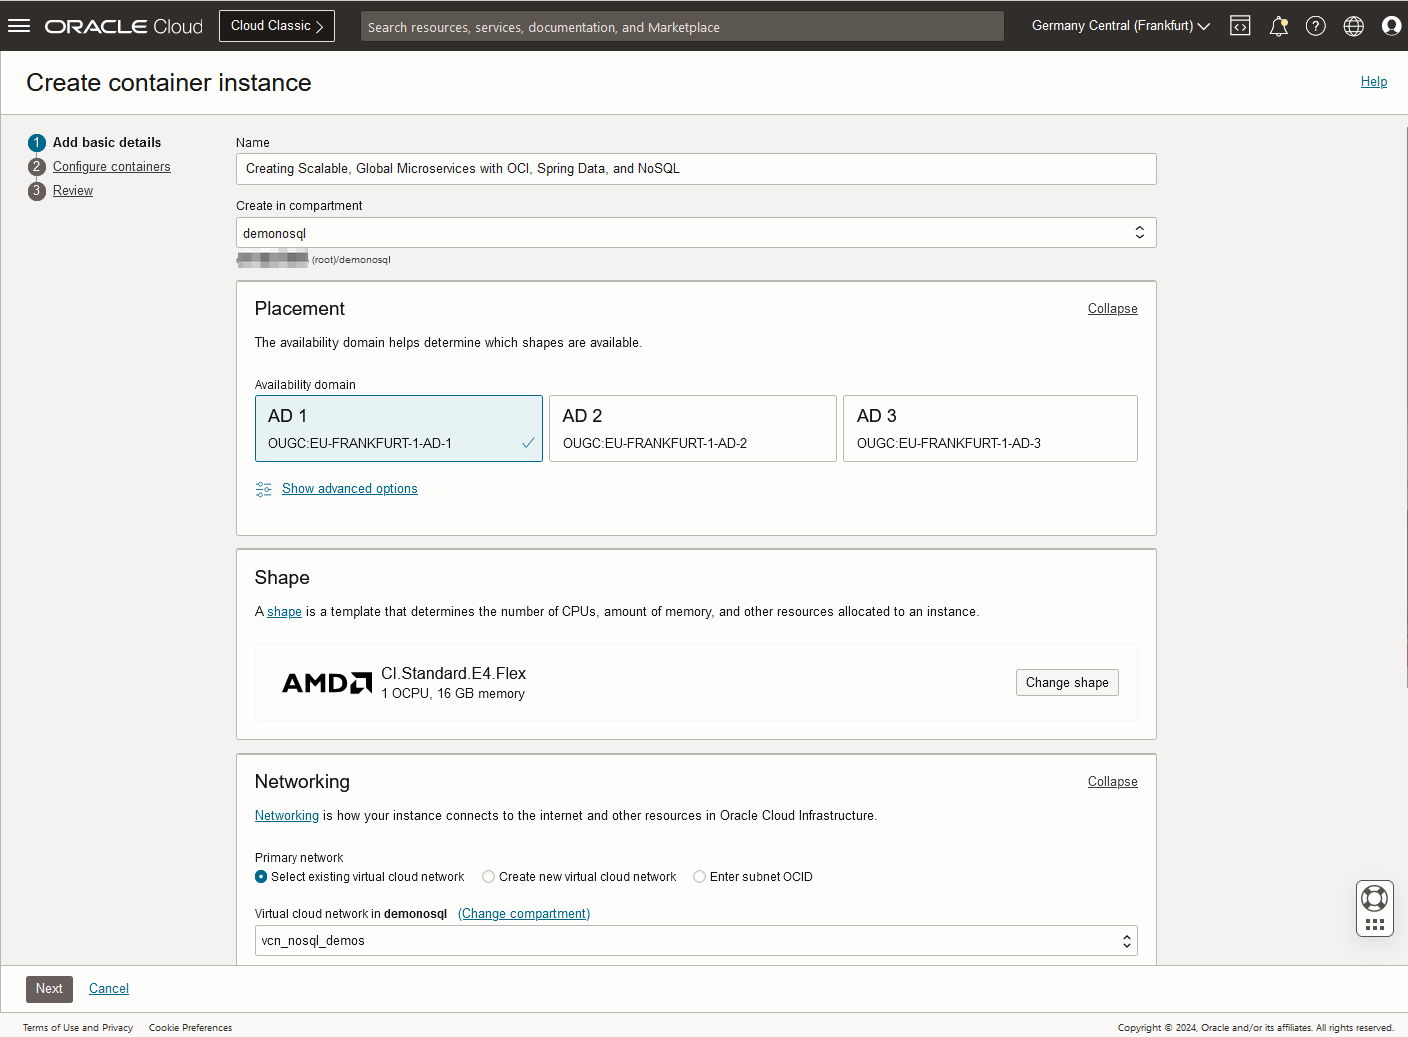 ORACLE Cloud
Cloud Classic
Search resources, services, documentation, and Marketplace
Germany Central (Frankfurt)
Create container instance
Help
1 Add basic details
2 Configure containers
3 Review
Name
Creating Scalable, Global Microservices with OCI, Spring Data, and NoSQL
Create in compartment
demonosql
(root)/demonosql
Placement
Collapse
The availability domain helps determine which shapes are available.
Availability domain
AD 1
OUGC:EU-FRANKFURT-1-AD-1
AD 2
OUGC:EU-FRANKFURT-1-AD-2
AD 3
OUGC:EU-FRANKFURT-1-AD-3
Show advanced options
Shape
A shape is a template that determines the number of CPUs, amount of memory, and other resources allocated to an instance.
AMD
CI.Standard.E4.Flex
1 OCPU, 16 GB memory
Change shape
Networking
Collapse
Networking is how your instance connects to the internet and other resources in Oracle Cloud Infrastructure.
Primary network
Select existing virtual cloud network
Create new virtual cloud network
Enter subnet OCID
Virtual cloud network in demonosql (Change compartment)
vcn_nosql_demos
Next
Cancel
Terms of Use and Privacy
Cookie Preferences
Copyright © 2024, Oracle and/or its affiliates. All rights reserved.